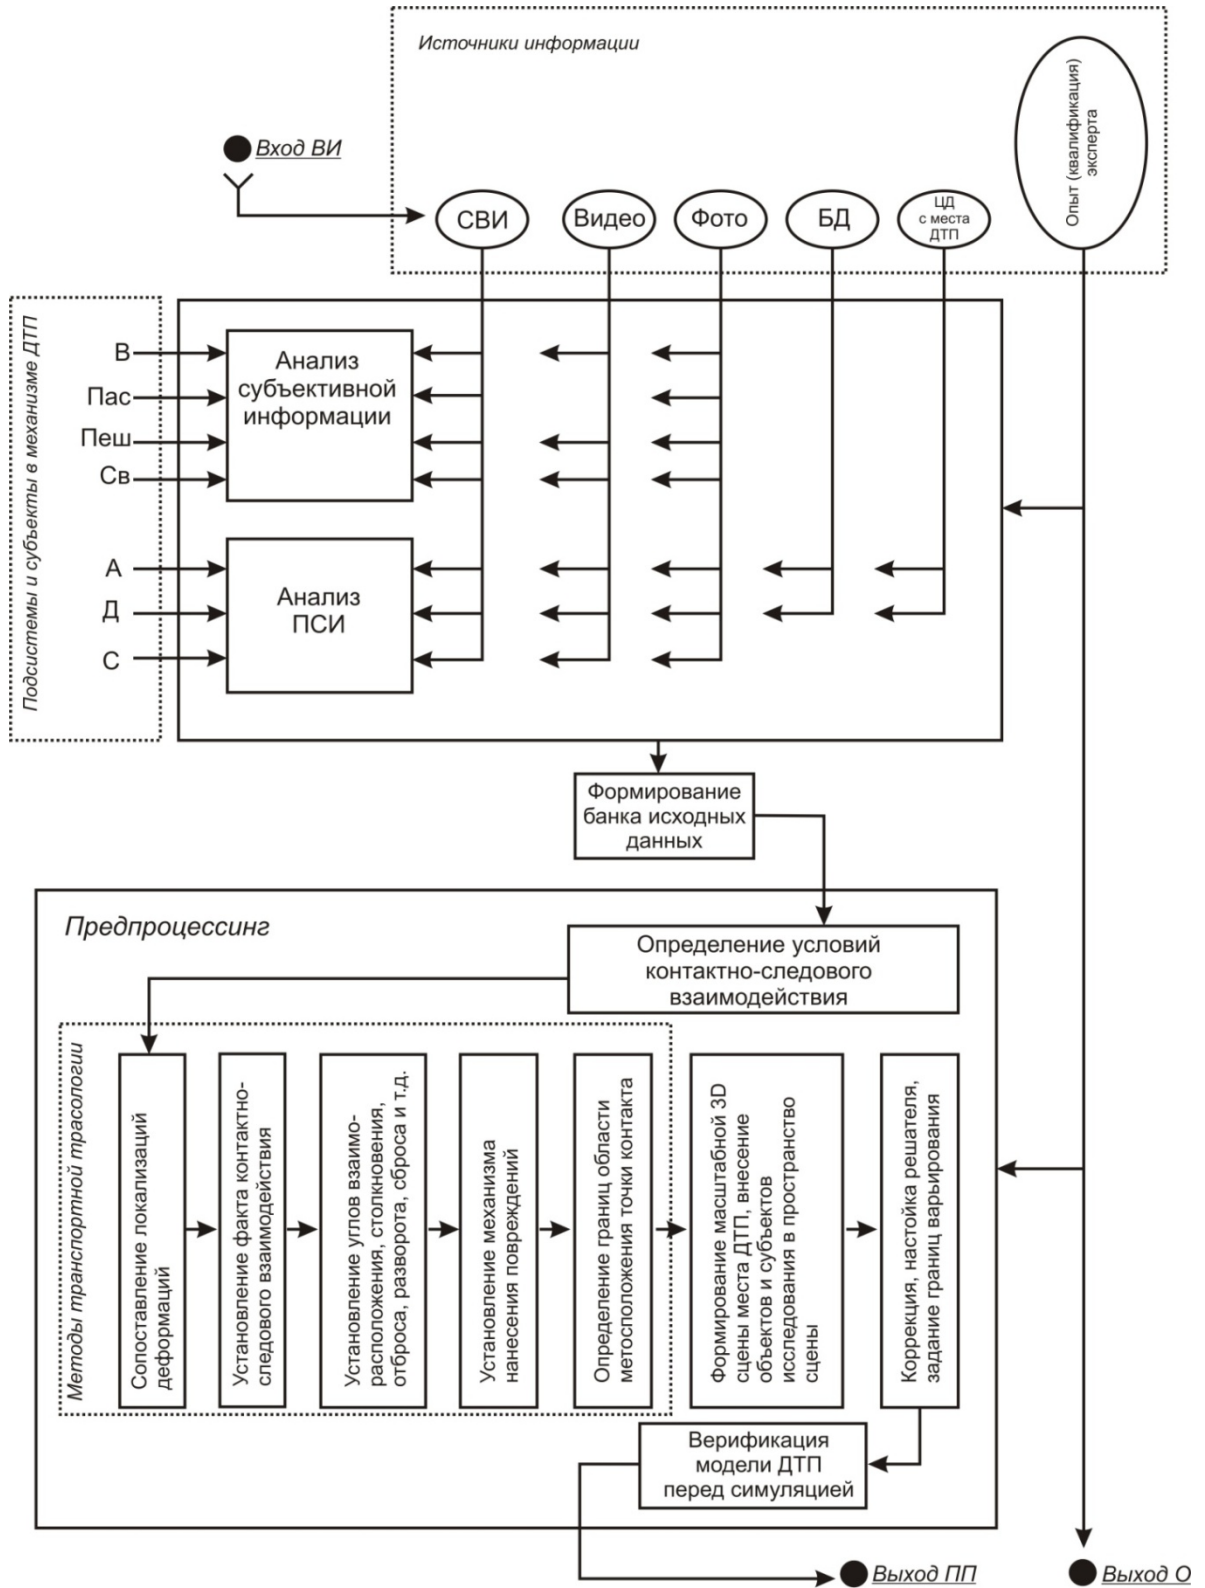 Источники информации
Опыт (квалификация)
эксперта
Вход ВИ
СВИ
Видео
Фото
БД
ЦД
с места
ДТП
Подсистемы и субъекты в механизме ДТП
В
Пас
Пеш
Св
А
Д
С
Анализ
субъективной
информации
Анализ
ПСИ
Формирование
банка исходных
данных
Предпроцессинг
Определение условий
контактно-следового
взаимодействия
Методы транспортной трасологии
Сопоставление локализаций
деформаций
Установление факта контактно-
следового взаимодействия
Установление углов взаимо-
расположения, столкновения,
отброса, разворота, сброса и т.д.
Установление механизма
нанесения повреждений
Определение границ области
метоположения точки контакта
Формирование масштабной 3D
сцены места ДТП, внесение
объектов и субъектов
исследования в пространство
сцены
Коррекция, настройка решателя,
задание границ варьирования
Верификация
модели ДТП
перед симуляцией
Выход ПП
Выход О